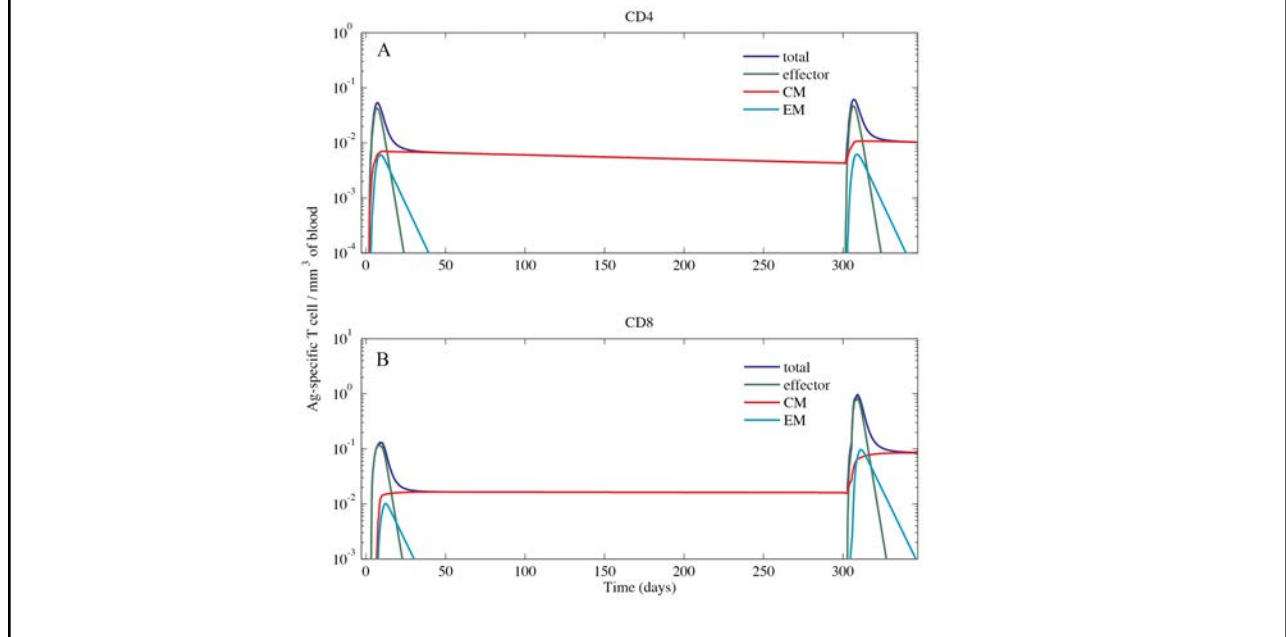 CD4
A
total
effector
CM
EM
10^0
10^-1
10^-2
10^-3
10^-4
0 50 100 150 200 250 300
Ag-specific T cell / mm^3 of blood
CD8
B
total
effector
CM
EM
10^1
10^0
10^-1
10^-2
10^-3
0 50 100 150 200 250 300
Time (days)